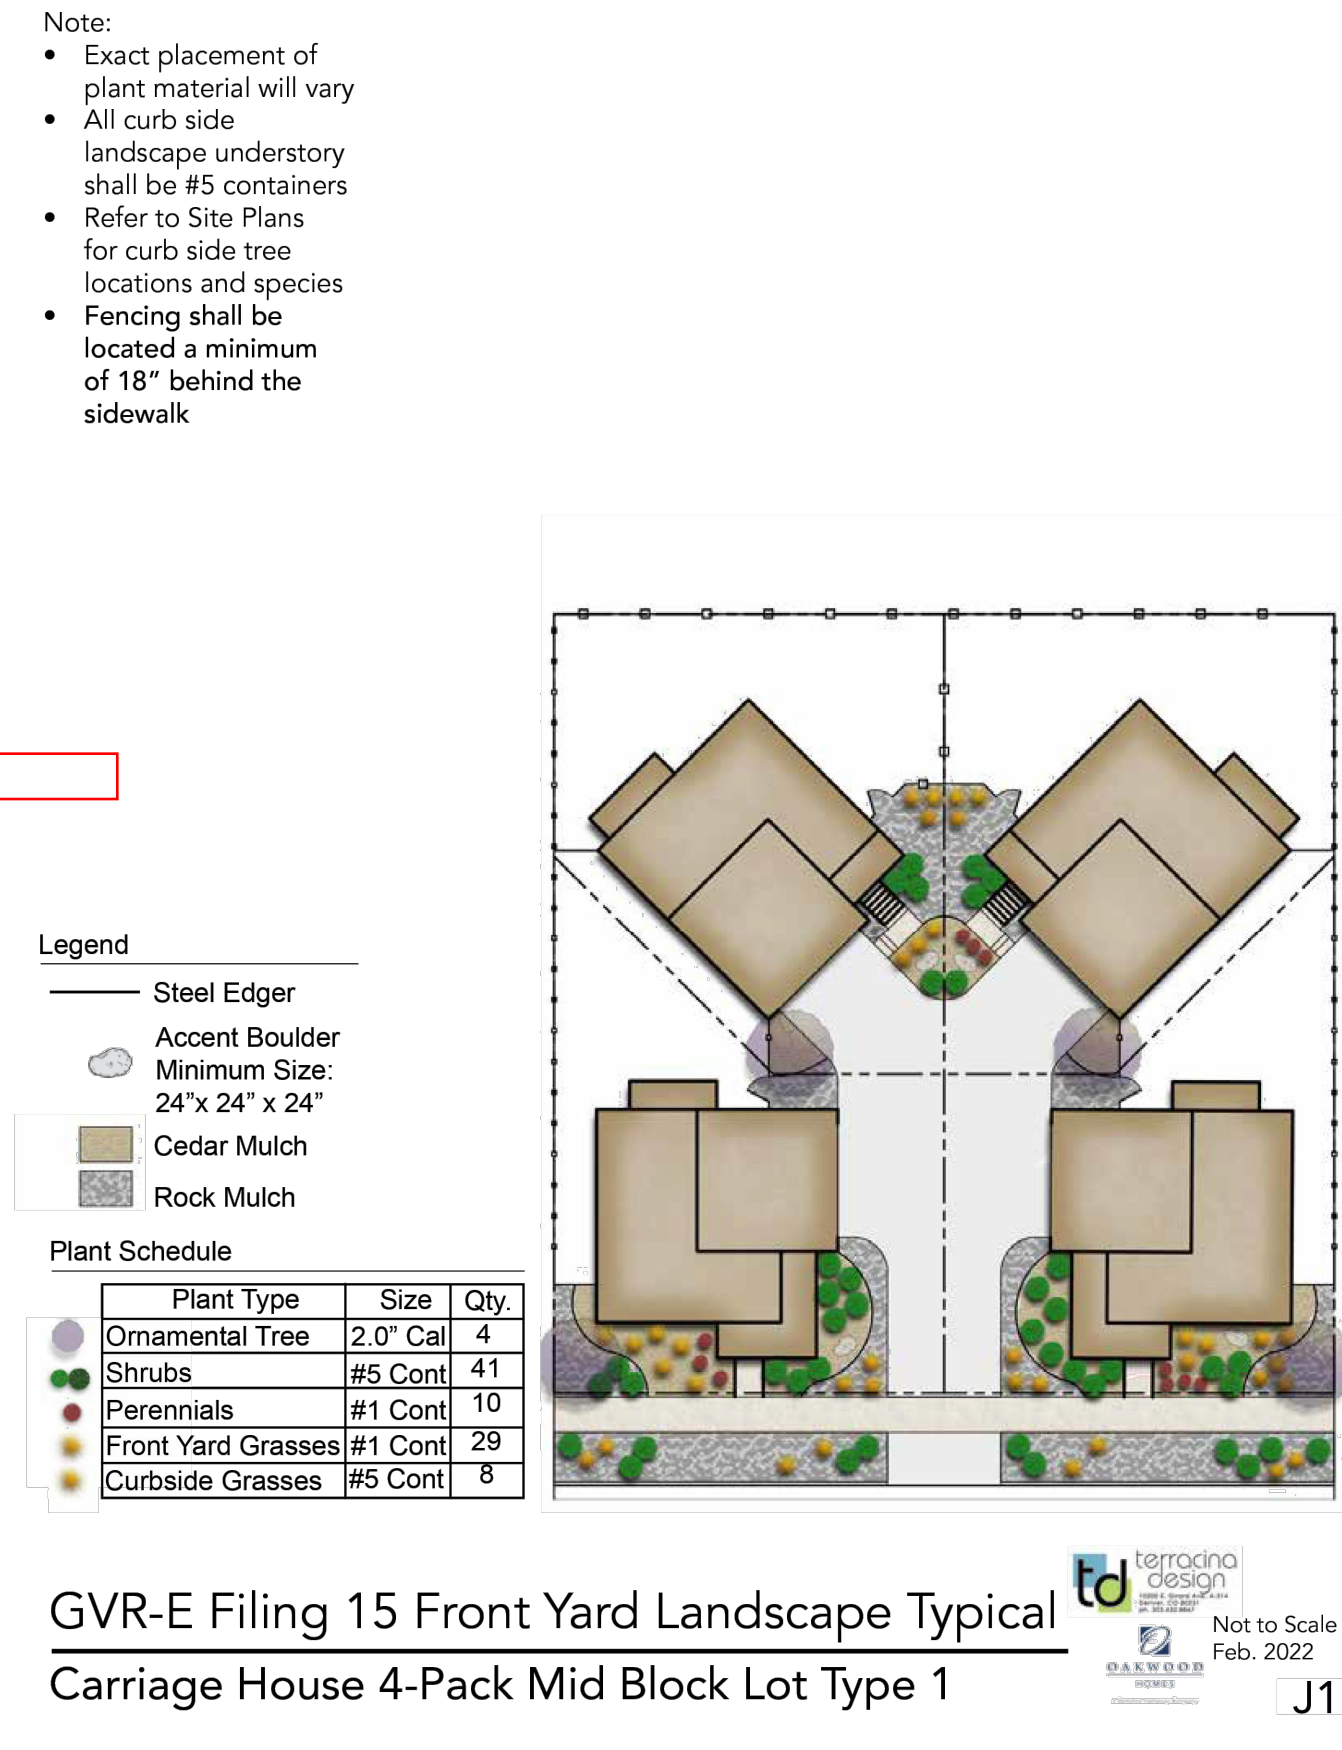 Note:
• Exact placement of
plant material will vary
• All curb side
landscape understory
shall be #5 containers
• Refer to Site Plans
for curb side tree
locations and species
• Fencing shall be
located a minimum
of 18” behind the
sidewalk
Legend
Steel Edger
Accent Boulder
Minimum Size:
24”x 24” x 24”
Cedar Mulch
Rock Mulch
Plant Schedule
Plant Type Size Qty.
Ornamental Tree 2.0” Cal 4
Shrubs #5 Cont 41
Perennials #1 Cont 10
Front Yard Grasses #1 Cont 29
Curbside Grasses #5 Cont 8
GVR-E Filing 15 Front Yard Landscape Typical
Carriage House 4-Pack Mid Block Lot Type 1
td terracina
design
OAKWOOD
HOMES
Not to Scale
Feb. 2022
J1